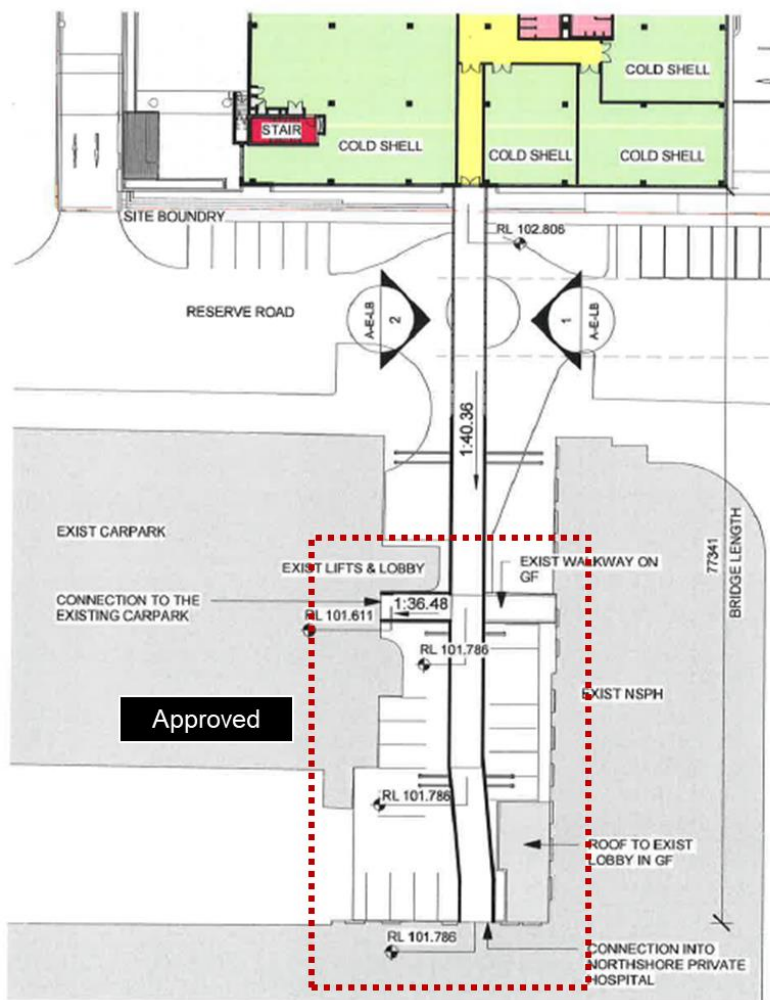 COLD SHELL
STAIR
COLD SHELL
COLD SHELL
COLD SHELL
SITE BOUNDRY
RL 102.806
RESERVE ROAD
A-E-LB
2
1
A-E-LB
1:40.36
EXIST CARPARK
EXIST LIFTS & LOBBY
EXIST WALKWAY ON
GF
CONNECTION TO THE
EXISTING CARPARK
1:36.48
RL 101.611
RL 101.786
77341
BRIDGE LENGTH
EXIST NSPH
Approved
RL 101.786
ROOF TO EXIST
LOBBY IN GF
RL 101.786
CONNECTION INTO
NORTHSHORE PRIVATE
HOSPITAL